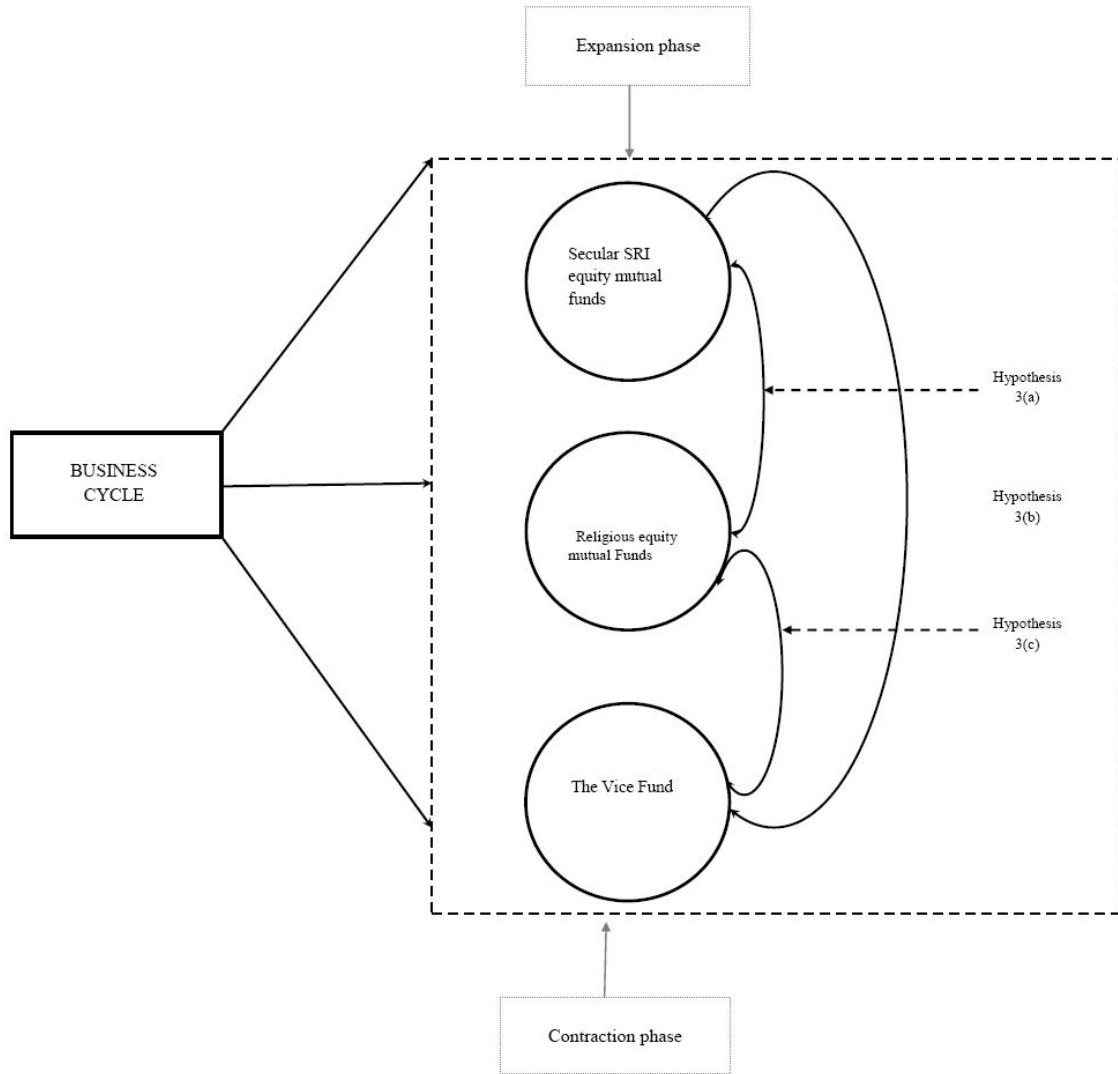 Expansion phase
Secular SRI
equity mutual
funds
Hypothesis
3(a)
BUSINESS
CYCLE
Hypothesis
3(b)
Religious equity
mutual Funds
Hypothesis
3(c)
The Vice Fund
Contraction phase